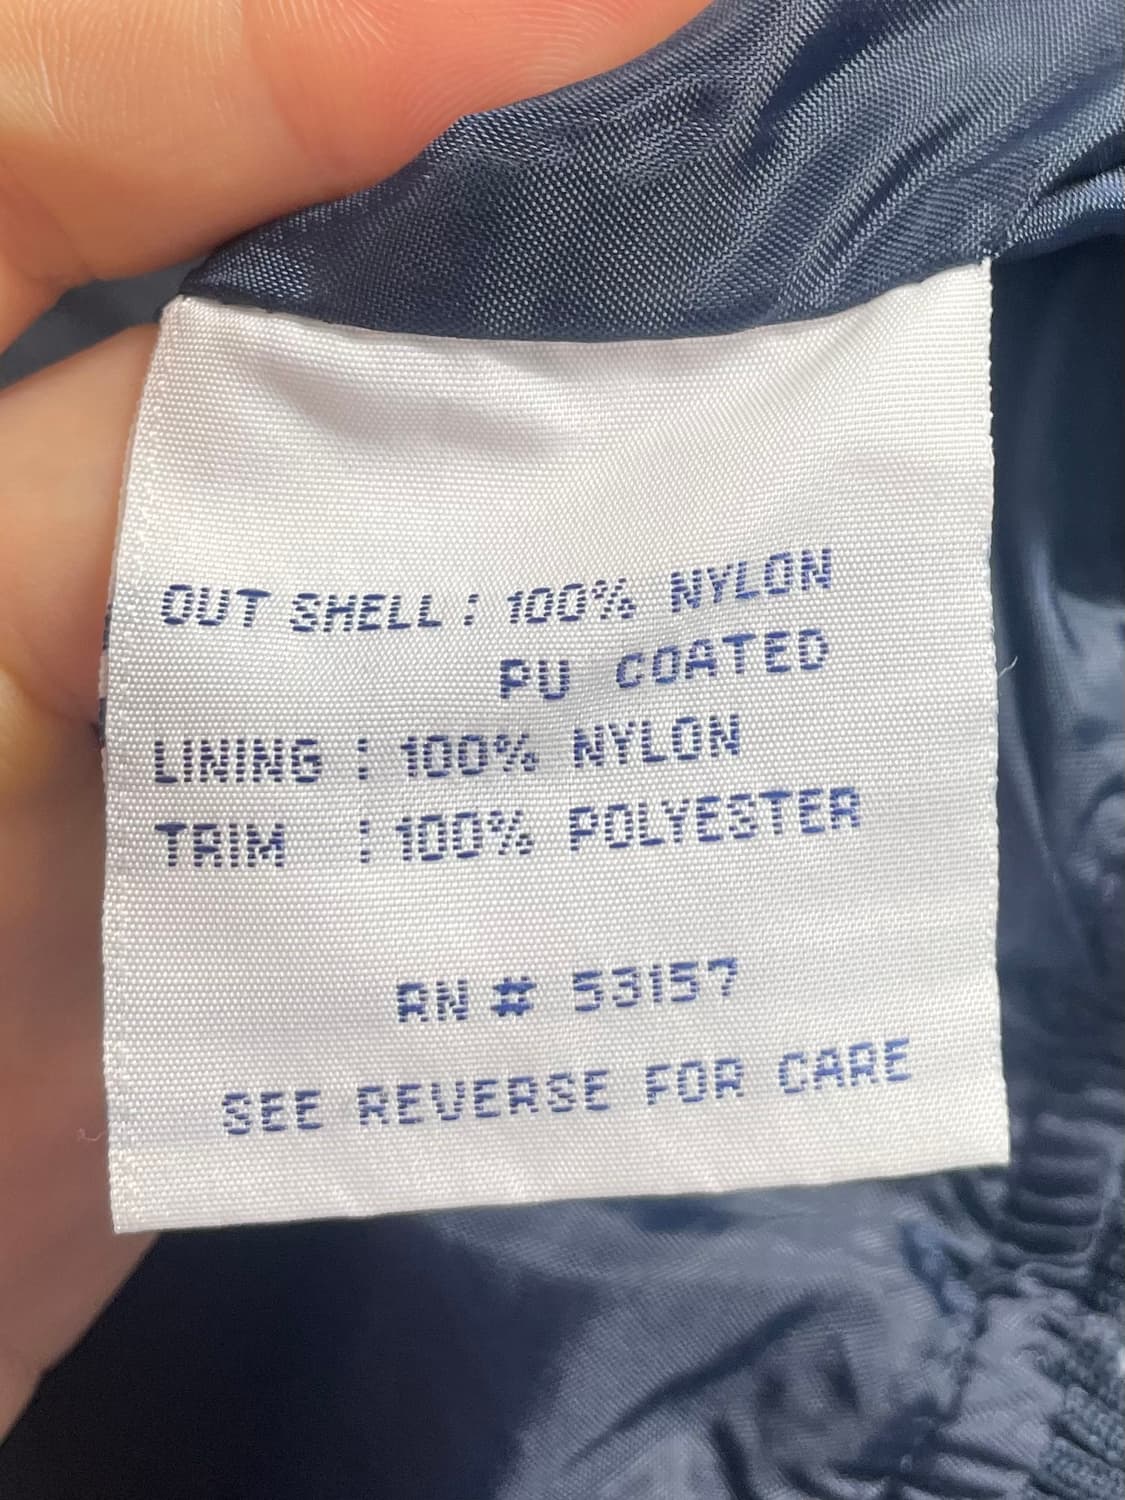 OUT SHELL : 100% NYLON
PU COATED
LINING : 100% NYLON
TRIM : 100% POLYESTER
RN # 53157
SEE REVERSE FOR CARE